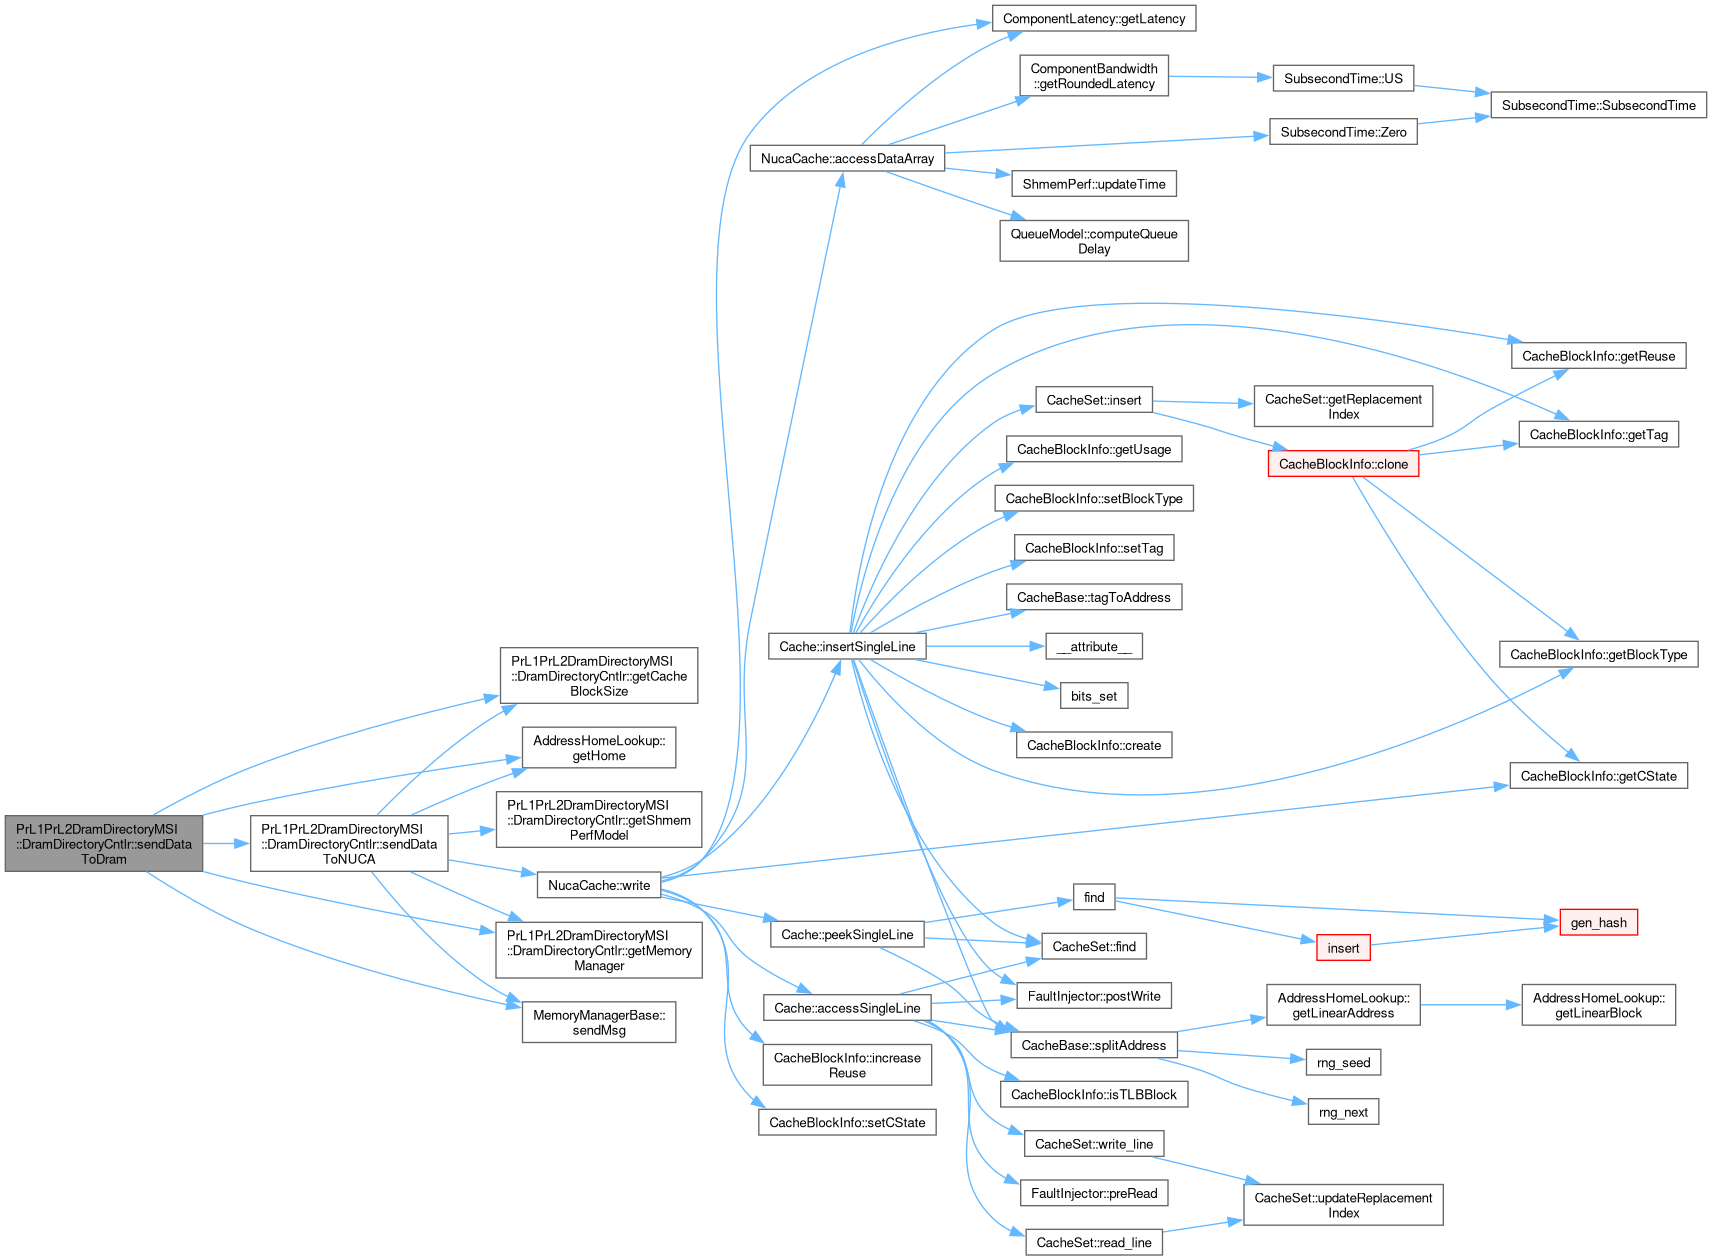 ComponentLatency::getLatency
ComponentBandwidth
::getRoundedLatency
SubsecondTime::US
SubsecondTime::SubsecondTime
SubsecondTime::Zero
NucaCache::accessDataArray
ShmemPerf::updateTime
QueueModel::computeQueue
Delay
CacheBlockInfo::getReuse
CacheSet::insert
CacheSet::getReplacement
Index
CacheBlockInfo::getTag
CacheBlockInfo::getUsage
CacheBlockInfo::clone
CacheBlockInfo::setBlockType
CacheBlockInfo::setTag
CacheBase::tagToAddress
Cache::insertSingleLine
__attribute__
CacheBlockInfo::getBlockType
PrL1PrL2DramDirectoryMSI
::DramDirectoryCntlr::getCache
BlockSize
bits_set
CacheBlockInfo::create
AddressHomeLookup::
getHome
CacheBlockInfo::getCState
PrL1PrL2DramDirectoryMSI
::DramDirectoryCntlr::getShmem
PerfModel
PrL1PrL2DramDirectoryMSI
::DramDirectoryCntlr::sendData
ToDram
PrL1PrL2DramDirectoryMSI
::DramDirectoryCntlr::sendData
ToNUCA
NucaCache::write
find
gen_hash
Cache::peekSingleLine
insert
CacheSet::find
PrL1PrL2DramDirectoryMSI
::DramDirectoryCntlr::getMemory
Manager
FaultInjector::postWrite
Cache::accessSingleLine
AddressHomeLookup::
getLinearAddress
AddressHomeLookup::
getLinearBlock
MemoryManagerBase::
sendMsg
CacheBase::splitAddress
rng_seed
CacheBlockInfo::increase
Reuse
CacheBlockInfo::isTLBBlock
rng_next
CacheBlockInfo::setCState
CacheSet::write_line
FaultInjector::preRead
CacheSet::updateReplacement
Index
CacheSet::read_line